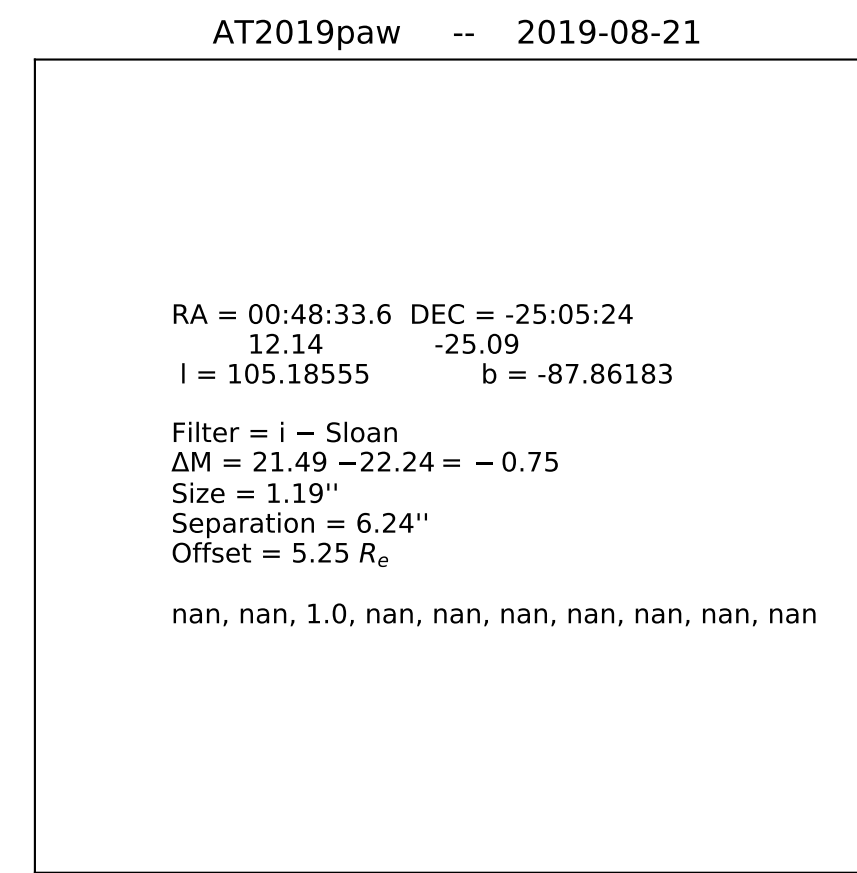 AT2019paw -- 2019-08-21
RA = 00:48:33.6 DEC = -25:05:24
12.14 -25.09
l = 105.18555 b = -87.86183
Filter = i − Sloan
ΔM = 21.49 −22.24 = − 0.75
Size = 1.19''
Separation = 6.24''
Offset = 5.25 Re
nan, nan, 1.0, nan, nan, nan, nan, nan, nan, nan